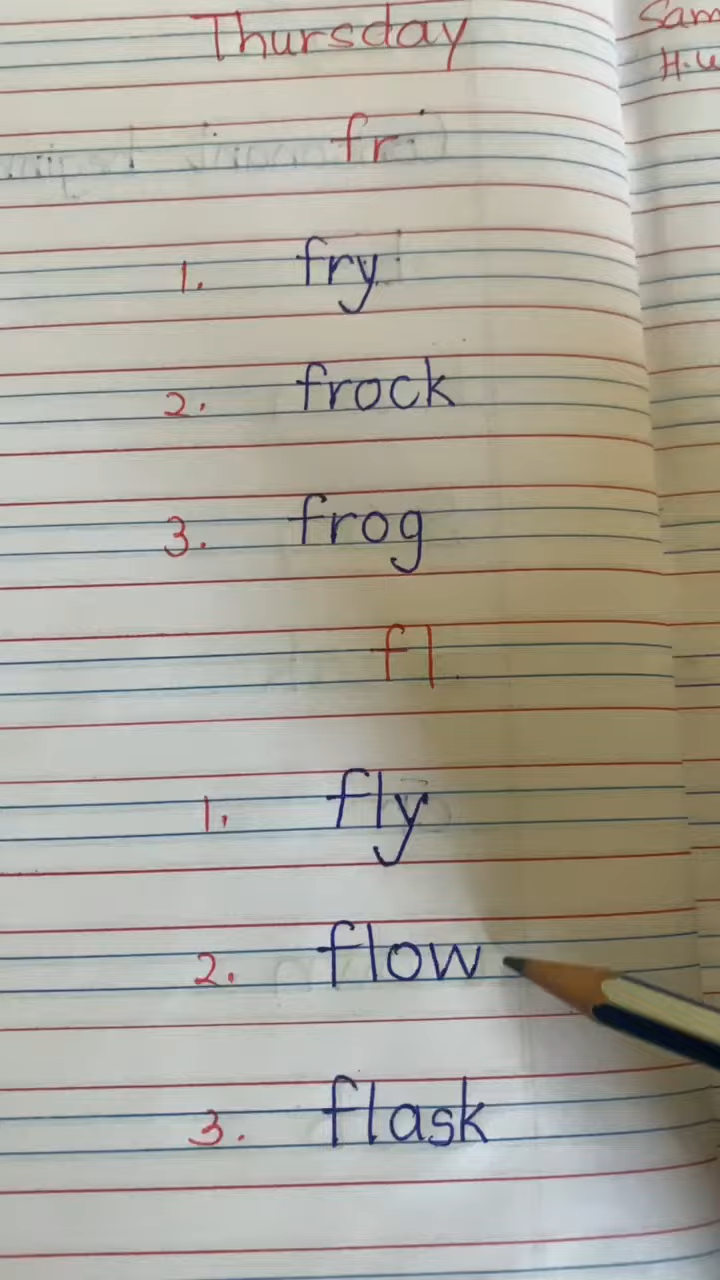 Thursday
fr
1. fry
2. frock
3. frog
fl
1. fly
2. flow
3. flask